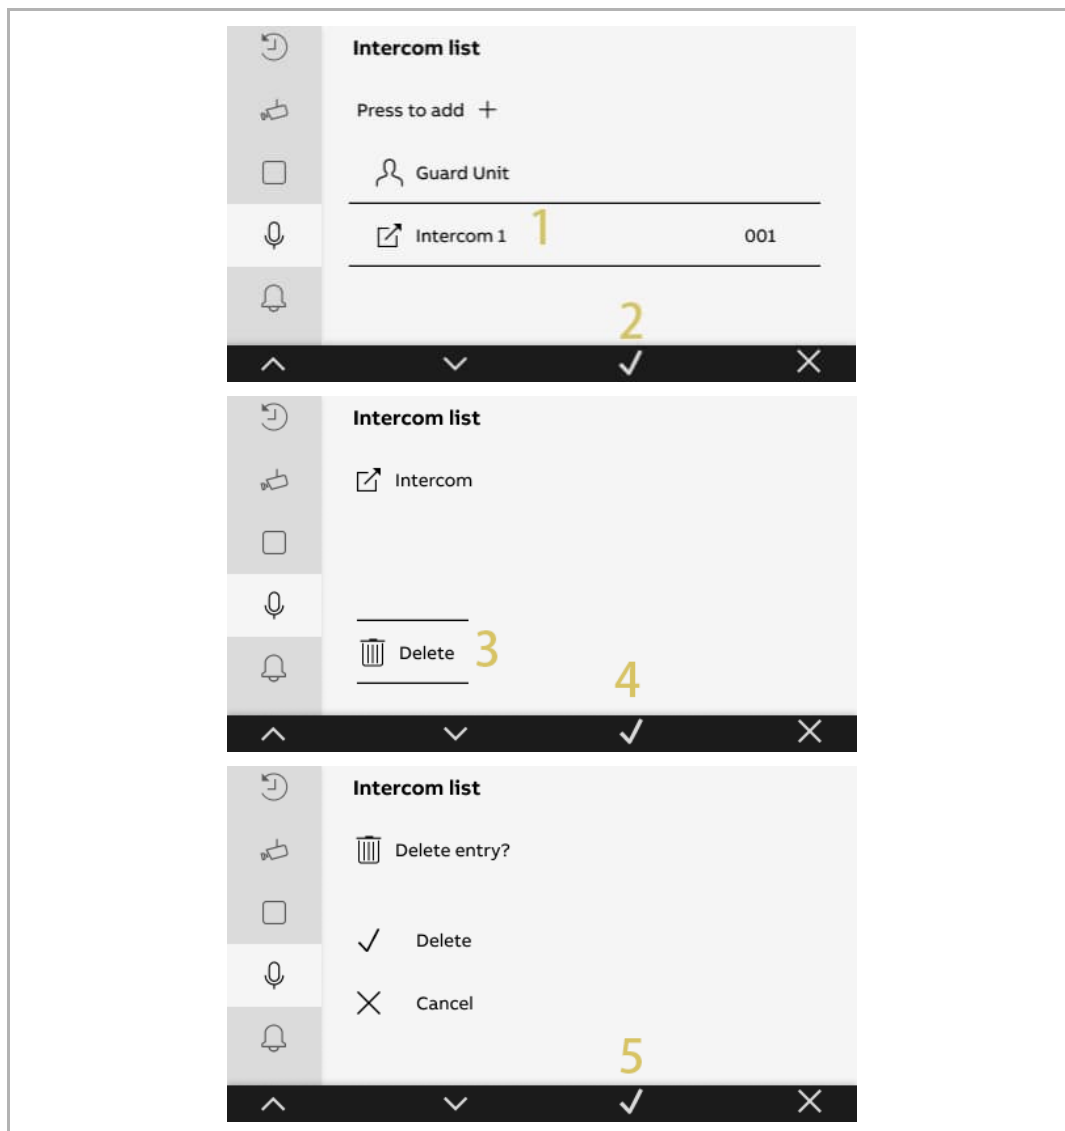 Intercom list
Press to add +
Guard Unit
Intercom 1 1 001
2
Intercom list
Intercom
Delete 3
4
Intercom list
Delete entry?
Delete
Cancel
5